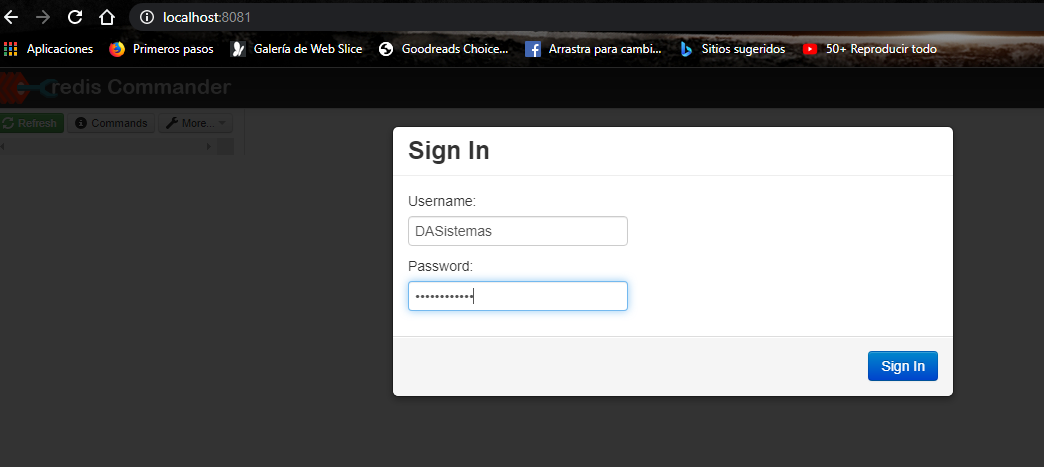 localhost:8081
Aplicaciones Primeros pasos Galería de Web Slice Goodreads Choice... Arrastra para cambi... Sitios sugeridos 50+ Reproducir todo
redis Commander
Refresh Commands More...
Sign In
Username:
DASistemas
Password:
••••••••••••
Sign In